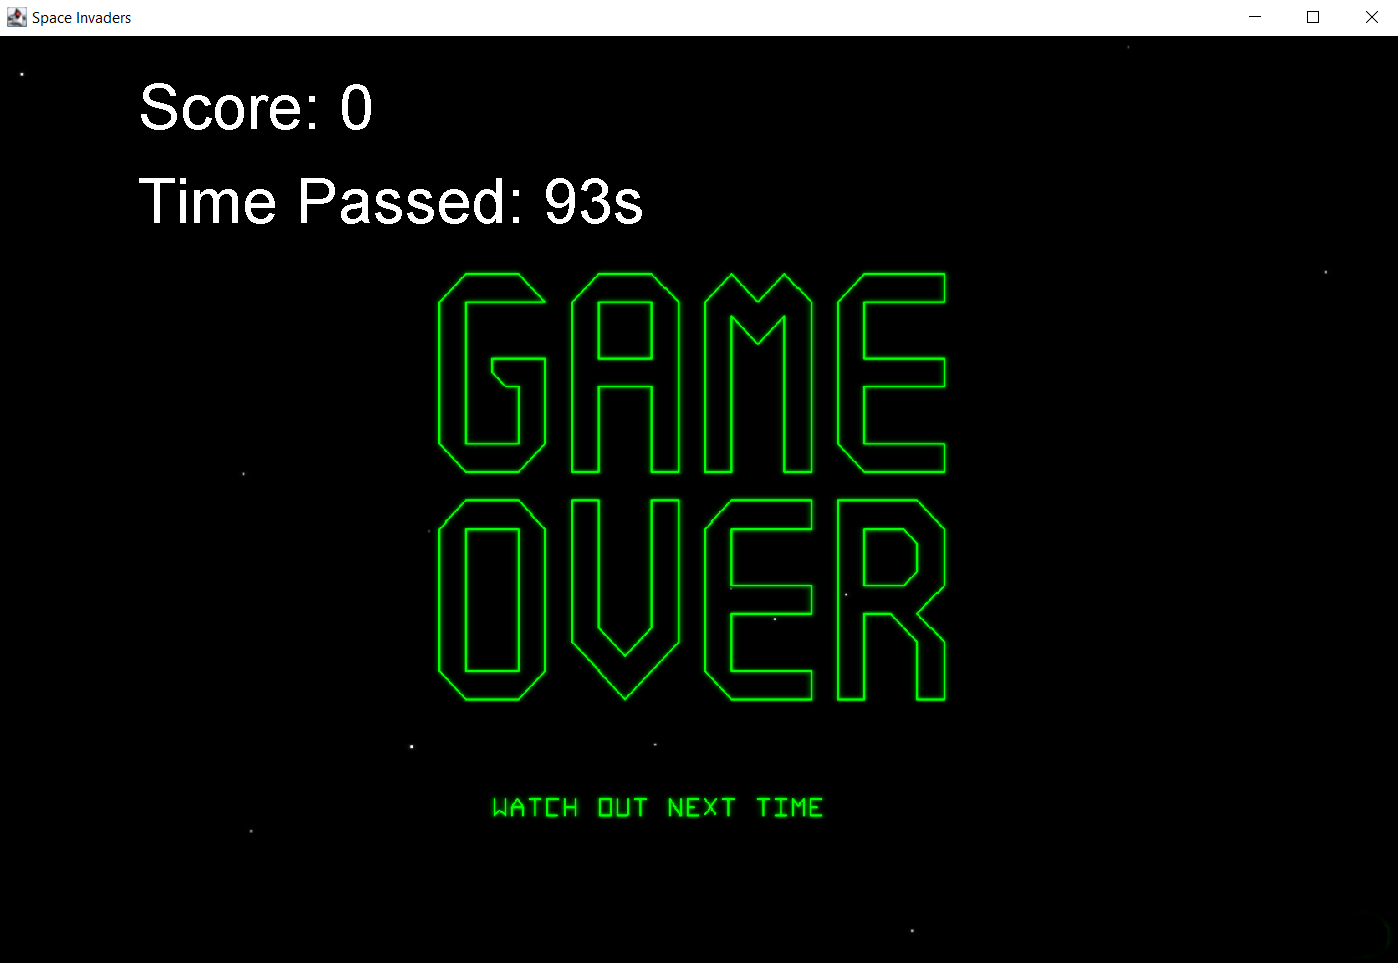 Space Invaders
Score: 0
Time Passed: 93s
GAME
OVER
WATCH OUT NEXT TIME